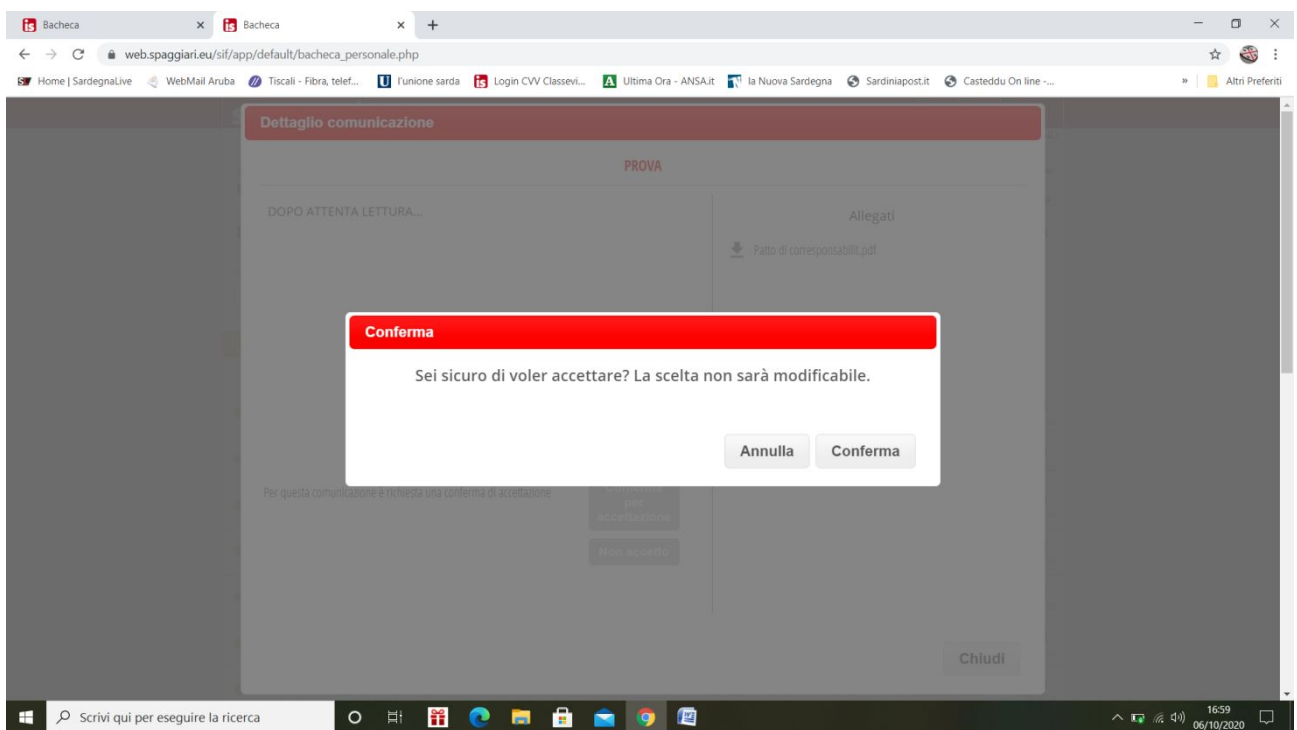 Bacheca
Bacheca
web.spaggiari.eu/sif/app/default/bacheca_personale.php
Home | SardegnaLive WebMail Aruba Tiscali - Fibra, telef... l'unione sarda Login CVV Classevi... Ultima Ora - ANSA.it la Nuova Sardegna Sardiniapost.it Casteddu On line -... » Altri Preferiti
Dettaglio comunicazione
PROVA
DOPO ATTENTA LETTURA...
Allegati
Patto di corresponsabilit.pdf
Conferma
Sei sicuro di voler accettare? La scelta non sarà modificabile.
Annulla Conferma
Per questa comunicazione è richiesta una conferma di accettazione
per
accettazione
Non accetto
Chiudi
Scrivi qui per eseguire la ricerca
16:59
06/10/2020